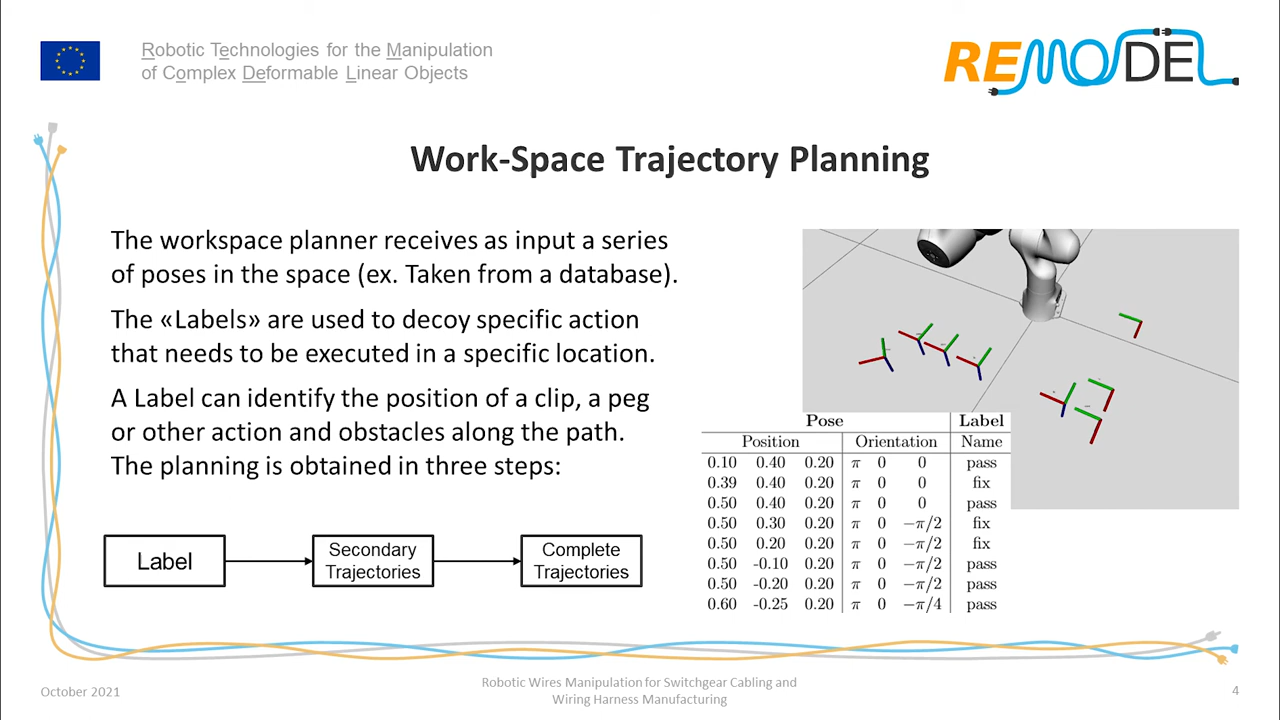 Robotic Technologies for the Manipulation
of Complex Deformable Linear Objects
REMODEL
Work-Space Trajectory Planning
The workspace planner receives as input a series
of poses in the space (ex. Taken from a database).
The «Labels» are used to decoy specific action
that needs to be executed in a specific location.
A Label can identify the position of a clip, a peg
or other action and obstacles along the path.
The planning is obtained in three steps:
Label
Secondary
Trajectories
Complete
Trajectories
Pose Label
Position Orientation Name
0.10 0.40 0.20 π 0 0 pass
0.39 0.40 0.20 π 0 0 fix
0.50 0.40 0.20 π 0 0 pass
0.50 0.30 0.20 π 0 −π/2 fix
0.50 0.20 0.20 π 0 −π/2 fix
0.50 -0.10 0.20 π 0 −π/2 pass
0.50 -0.20 0.20 π 0 −π/2 pass
0.60 -0.25 0.20 π 0 −π/4 pass
October 2021
Robotic Wires Manipulation for Switchgear Cabling and
Wiring Harness Manufacturing
4